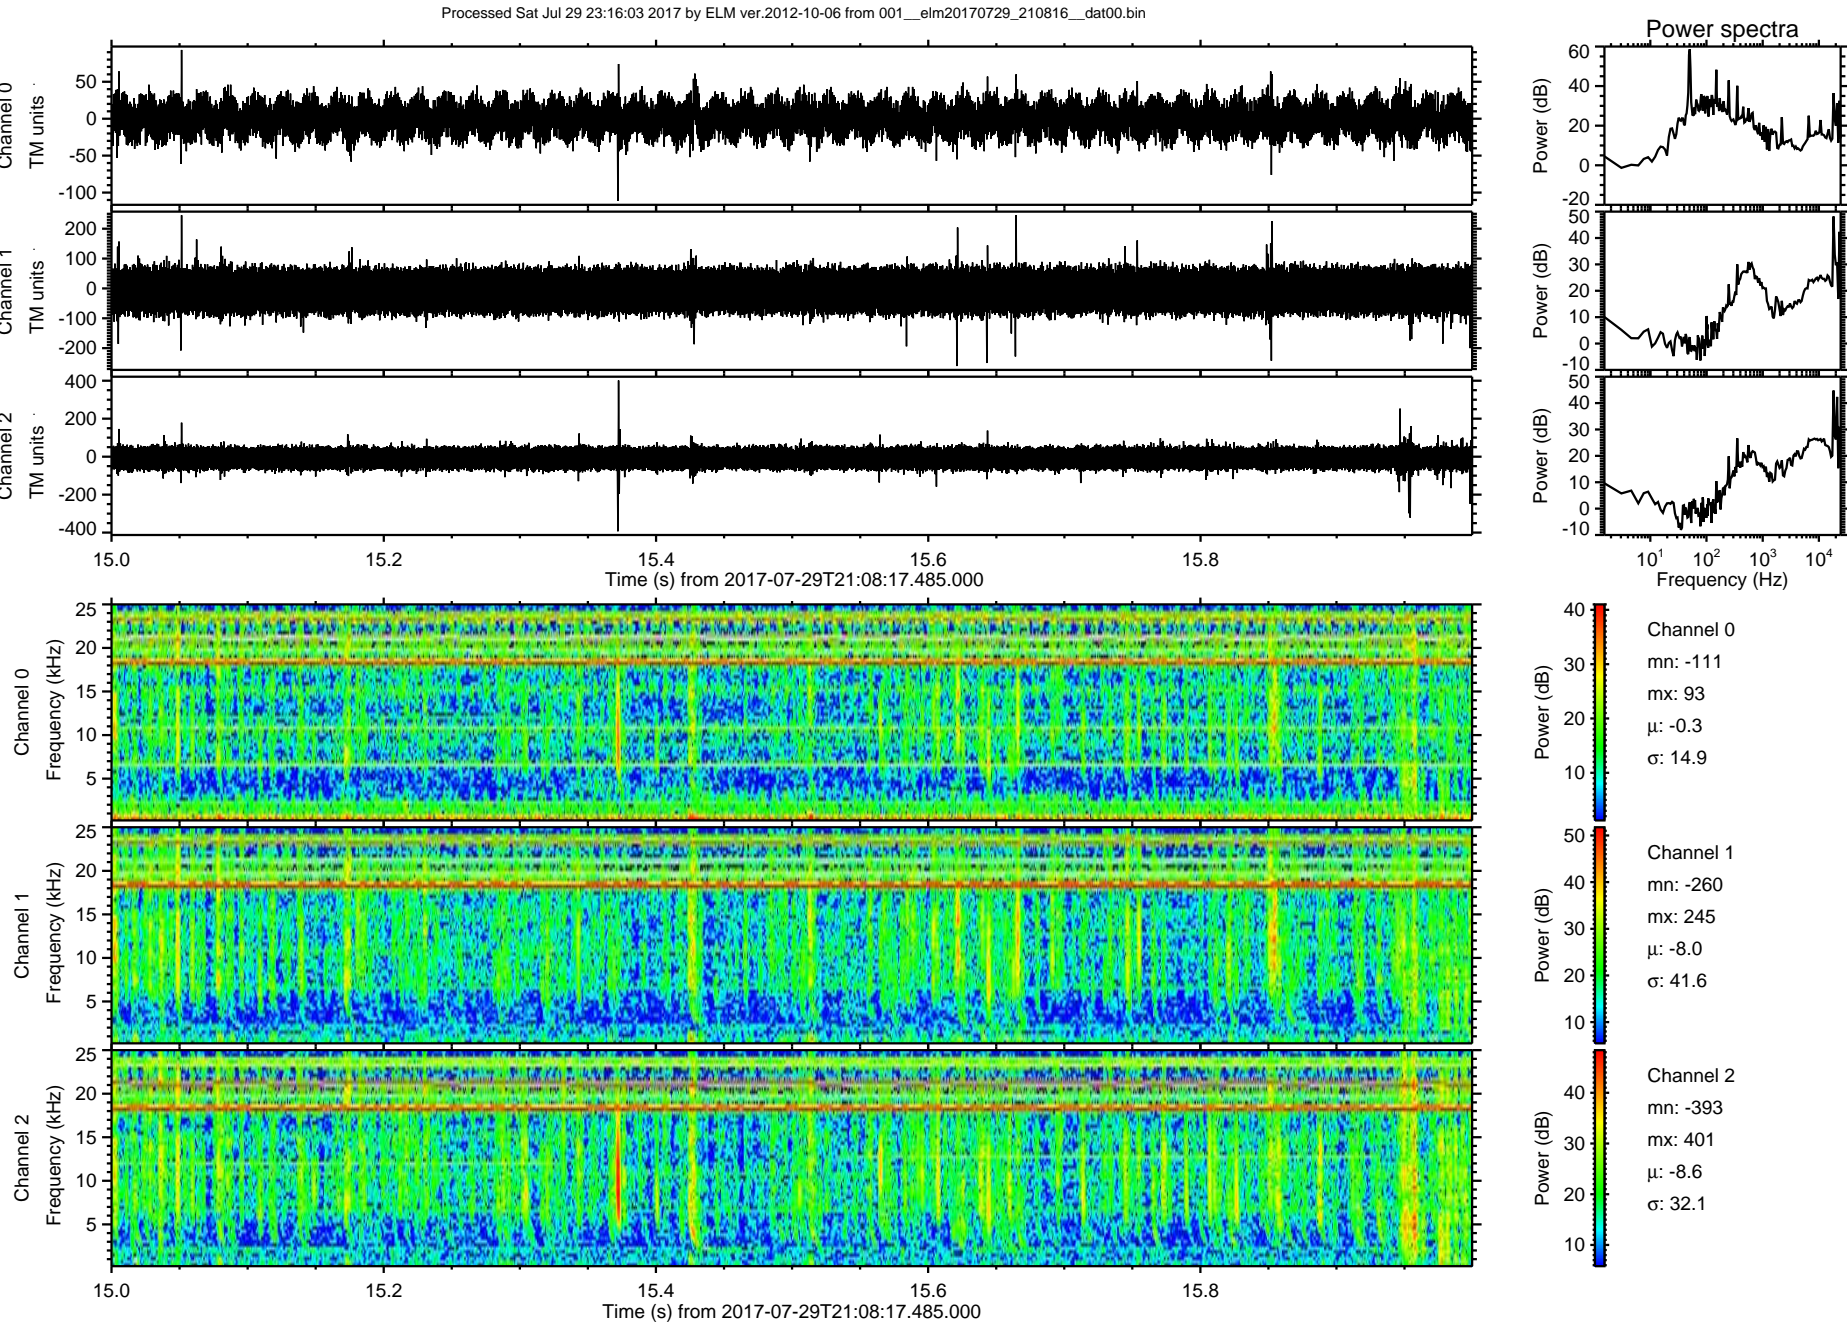 Processed Sat Jul 29 23:16:03 2017 by ELM ver.2012-10-06 from 001__elm20170729_210816__dat00.bin
Power spectra
Channel 0
TM units
50
0
-50
-100
Power (dB)
60
40
20
0
-20
Channel 1
TM units
200
100
0
-100
-200
Power (dB)
50
40
30
20
10
0
-10
Channel 2
TM units
400
200
0
-200
-400
Power (dB)
50
40
30
20
10
0
-10
15.0 15.2 15.4 15.6 15.8
Time (s) from 2017-07-29T21:08:17.485.000
10¹ 10² 10³ 10⁴
Frequency (Hz)
Channel 0
Frequency (kHz)
25
20
15
10
5
Power (dB)
40
30
20
10
Channel 0
mn: -111
mx: 93
μ: -0.3
σ: 14.9
Channel 1
Frequency (kHz)
25
20
15
10
5
Power (dB)
50
40
30
20
10
Channel 1
mn: -260
mx: 245
μ: -8.0
σ: 41.6
Channel 2
Frequency (kHz)
25
20
15
10
5
Power (dB)
40
30
20
10
Channel 2
mn: -393
mx: 401
μ: -8.6
σ: 32.1
15.0 15.2 15.4 15.6 15.8
Time (s) from 2017-07-29T21:08:17.485.000